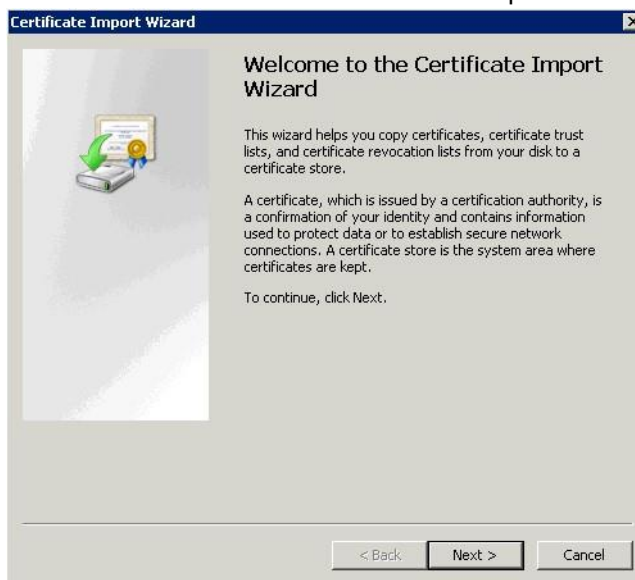 Certificate Import Wizard
Welcome to the Certificate Import
Wizard
This wizard helps you copy certificates, certificate trust
lists, and certificate revocation lists from your disk to a
certificate store.
A certificate, which is issued by a certification authority, is
a confirmation of your identity and contains information
used to protect data or to establish secure network
connections. A certificate store is the system area where
certificates are kept.
To continue, click Next.
< Back
Next >
Cancel